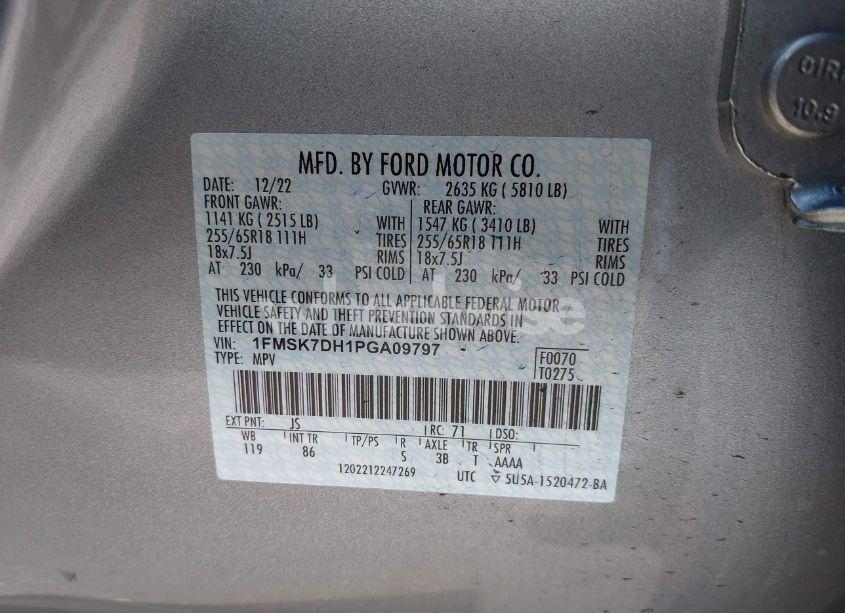 MFD. BY FORD MOTOR CO.
DATE: 12/22 GVWR: 2635 KG ( 5810 LB)
FRONT GAWR: REAR GAWR:
1141 KG ( 2515 LB) WITH 1547 KG ( 3410 LB) WITH
255/65R18 111H TIRES 255/65R18 111H TIRES
18x7.5J RIMS 18x7.5J RIMS
AT 230 kPa/ 33 PSI COLD AT 230 kPa/ 33 PSI COLD
THIS VEHICLE CONFORMS TO ALL APPLICABLE FEDERAL MOTOR
VEHICLE SAFETY AND THEFT PREVENTION STANDARDS IN
EFFECT ON THE DATE OF MANUFACTURE SHOWN ABOVE.
VIN: 1FMSK7DH1PGA09797
TYPE: MPV
F0070
T0275
EXT PNT: JS RC: 71 DSO:
WB INT TR TP/PS R AXLE TR SPR
119 86 S 3B T AAAA
1202212247269 UTC ▽ 5U5A-1520472-BA
10.9